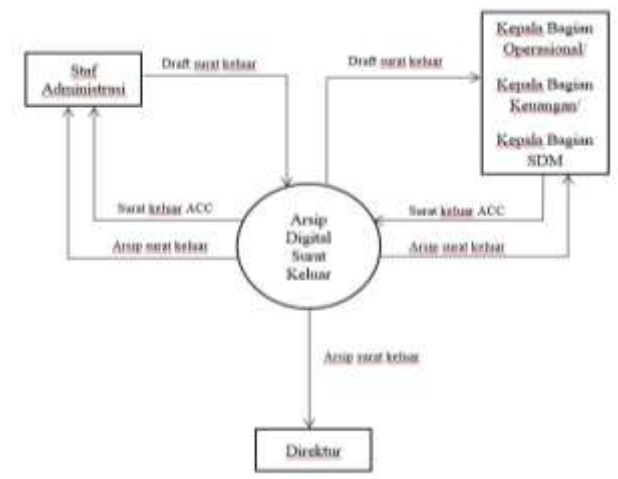 Staf
Administrasi
Draft surat keluar
Draft surat keluar
Kepala Bagian
Operasional/
Kepala Bagian
Keuangan/
Kepala Bagian
SDM
Surat keluar ACC
Arsip surat keluar
Arsip
Digital
Surat
Keluar
Surat keluar ACC
Arsip surat keluar
Arsip surat keluar
Direktur